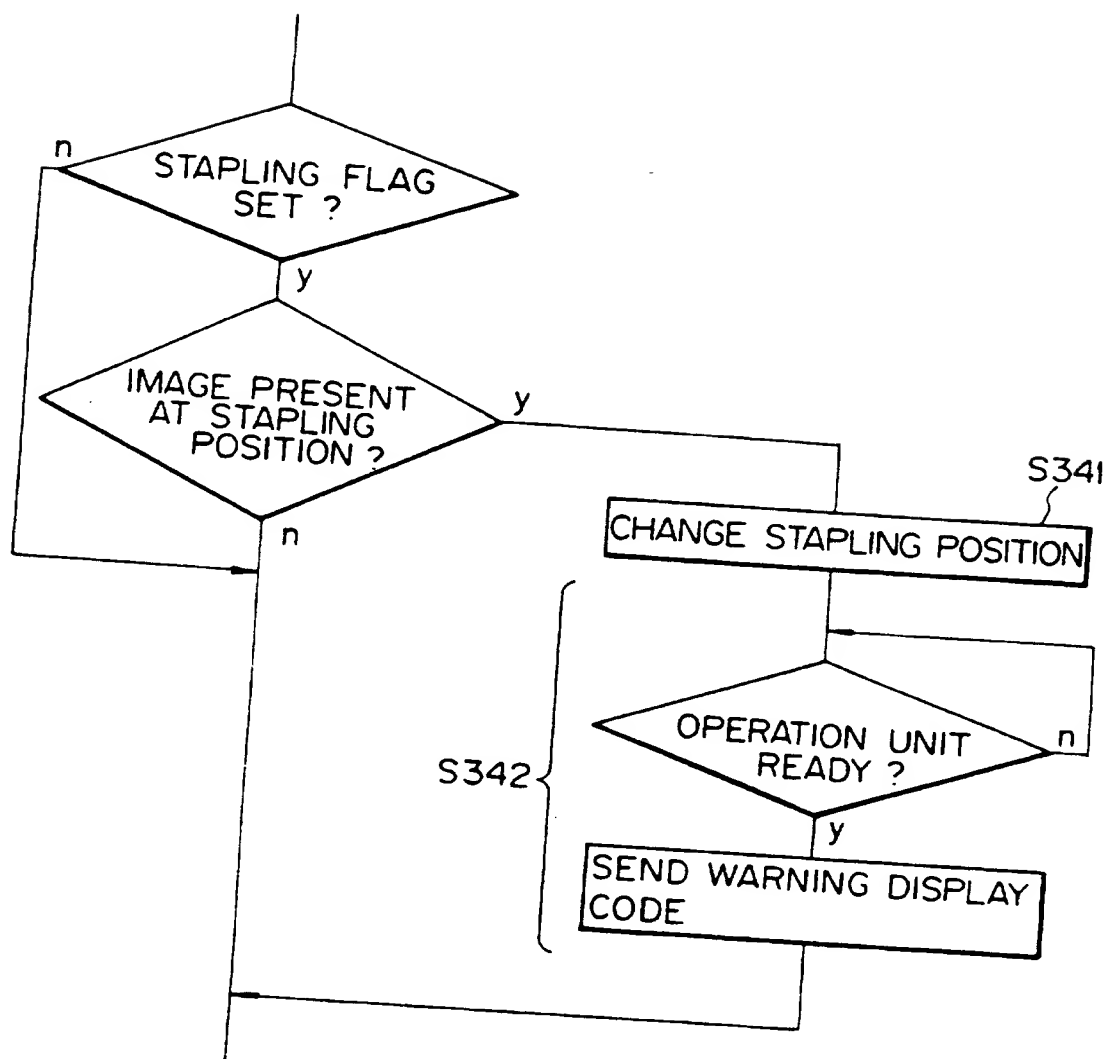 n
STAPLING FLAG
SET ?
y
IMAGE PRESENT
AT STAPLING
POSITION ?
y
n
S341
CHANGE STAPLING POSITION
OPERATION UNIT
READY ?
n
S342
y
SEND WARNING DISPLAY
CODE